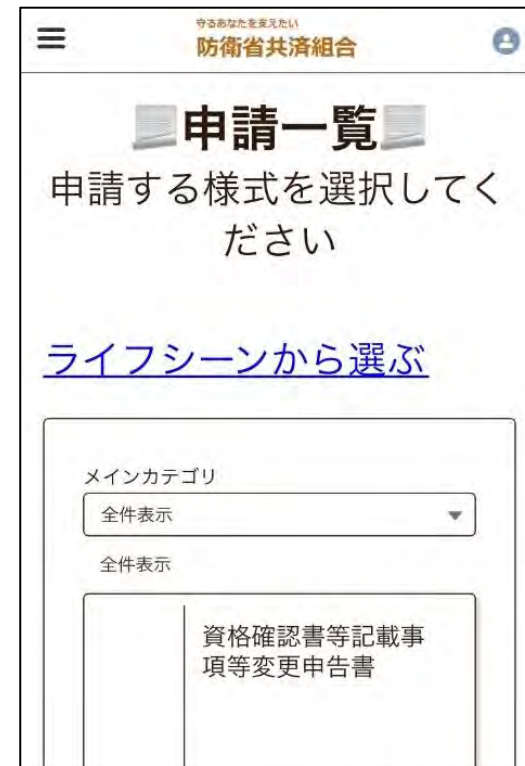 守るあなたを支えたい
防衛省共済組合
申請一覧
申請する様式を選択してく
ださい
ライフシーンから選ぶ
メインカテゴリ
全件表示
全件表示
資格確認書等記載事
項等変更申告書